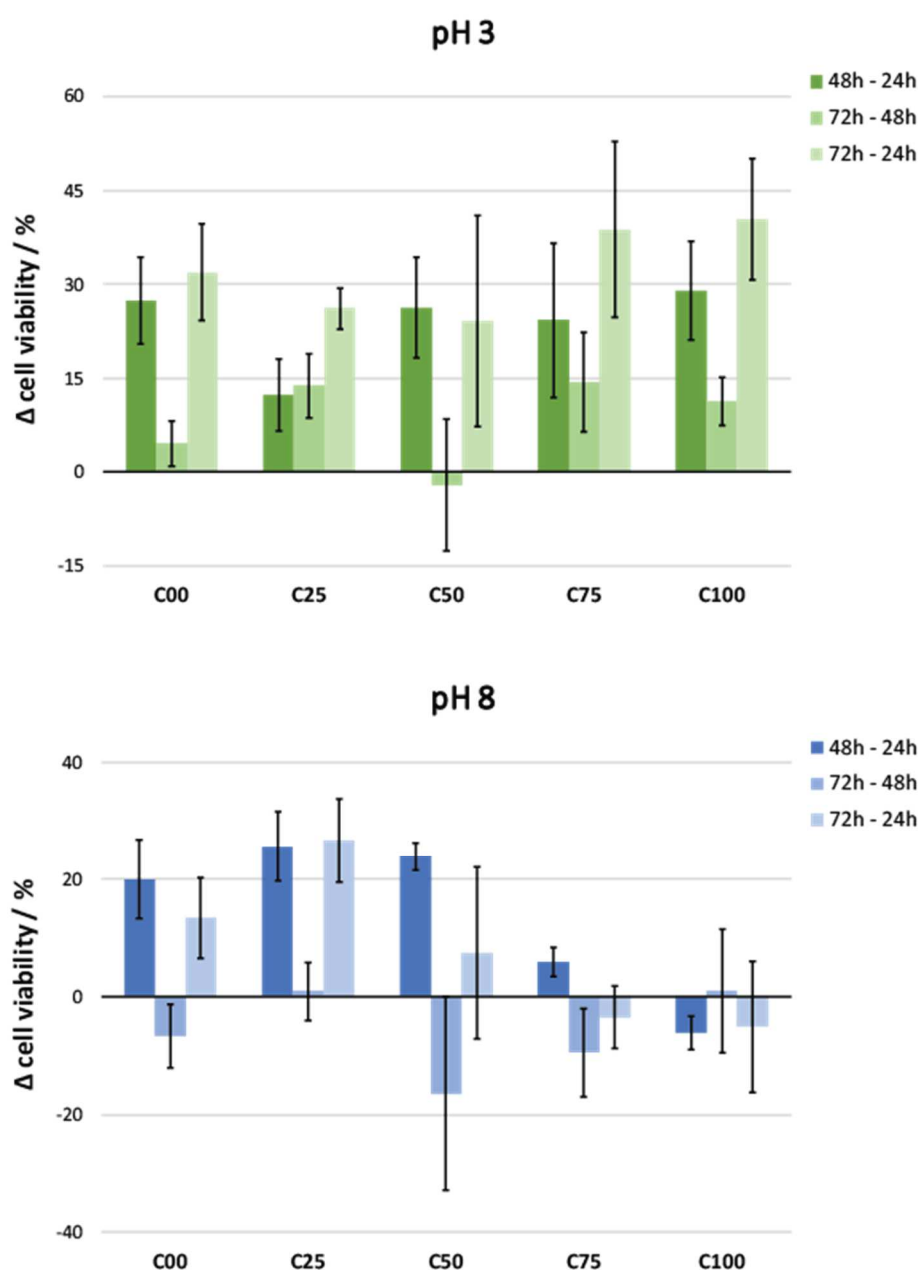 pH 3
48h - 24h
72h - 48h
72h - 24h
Δ cell viability / %
60
45
30
15
0
-15
C00 C25 C50 C75 C100
pH 8
48h - 24h
72h - 48h
72h - 24h
Δ cell viability / %
40
20
0
-20
-40
C00 C25 C50 C75 C100